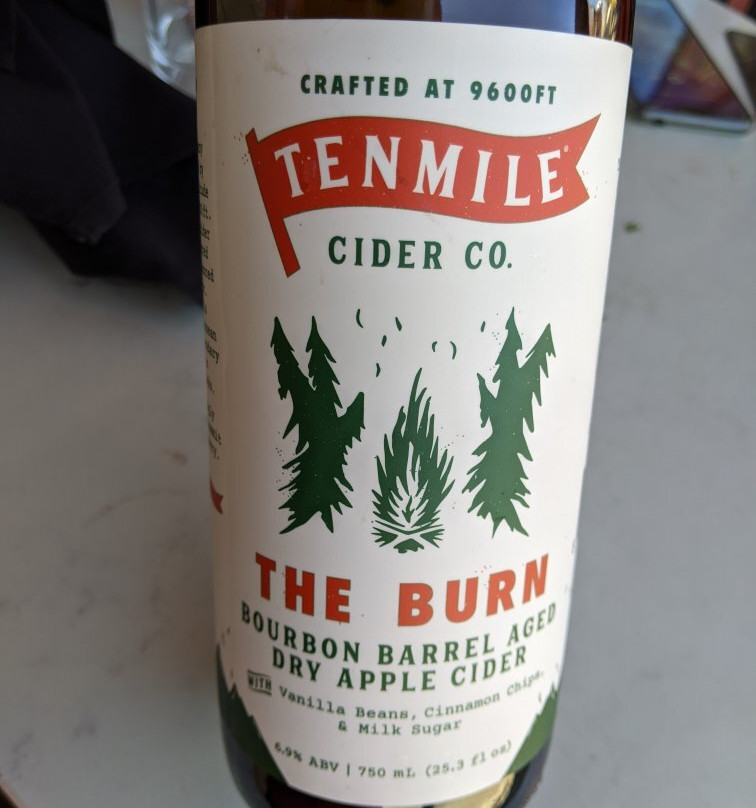 CRAFTED AT 9600FT
TENMILE®
CIDER CO.
THE BURN
BOURBON BARREL AGED
DRY APPLE CIDER
WITH Vanilla Beans, Cinnamon Chips,
& Milk Sugar
6.9% ABV | 750 mL (25.3 fl oz)